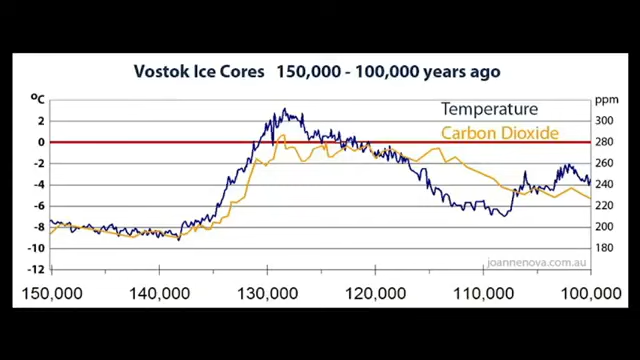 Vostok Ice Cores 150,000 - 100,000 years ago
ºC
ppm
Temperature
Carbon Dioxide
4
2
0
-2
-4
-6
-8
-10
-12
300
280
260
240
220
200
180
joannenova.com.au
150,000 140,000 130,000 120,000 110,000 100,000